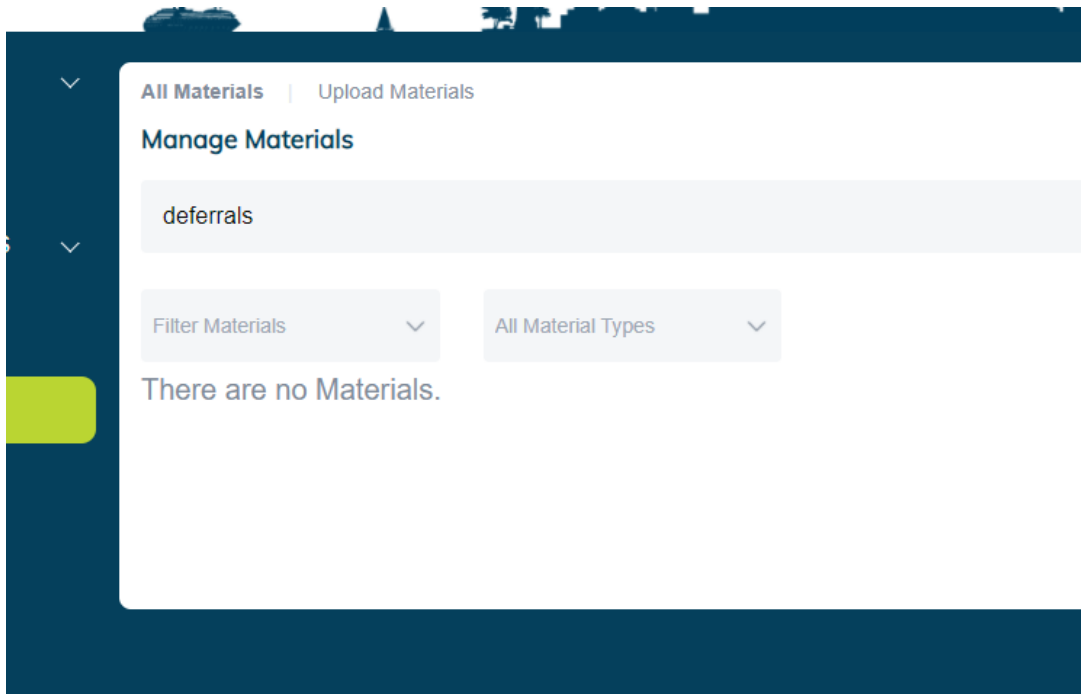 All Materials | Upload Materials
Manage Materials
deferrals
Filter Materials All Material Types
There are no Materials.